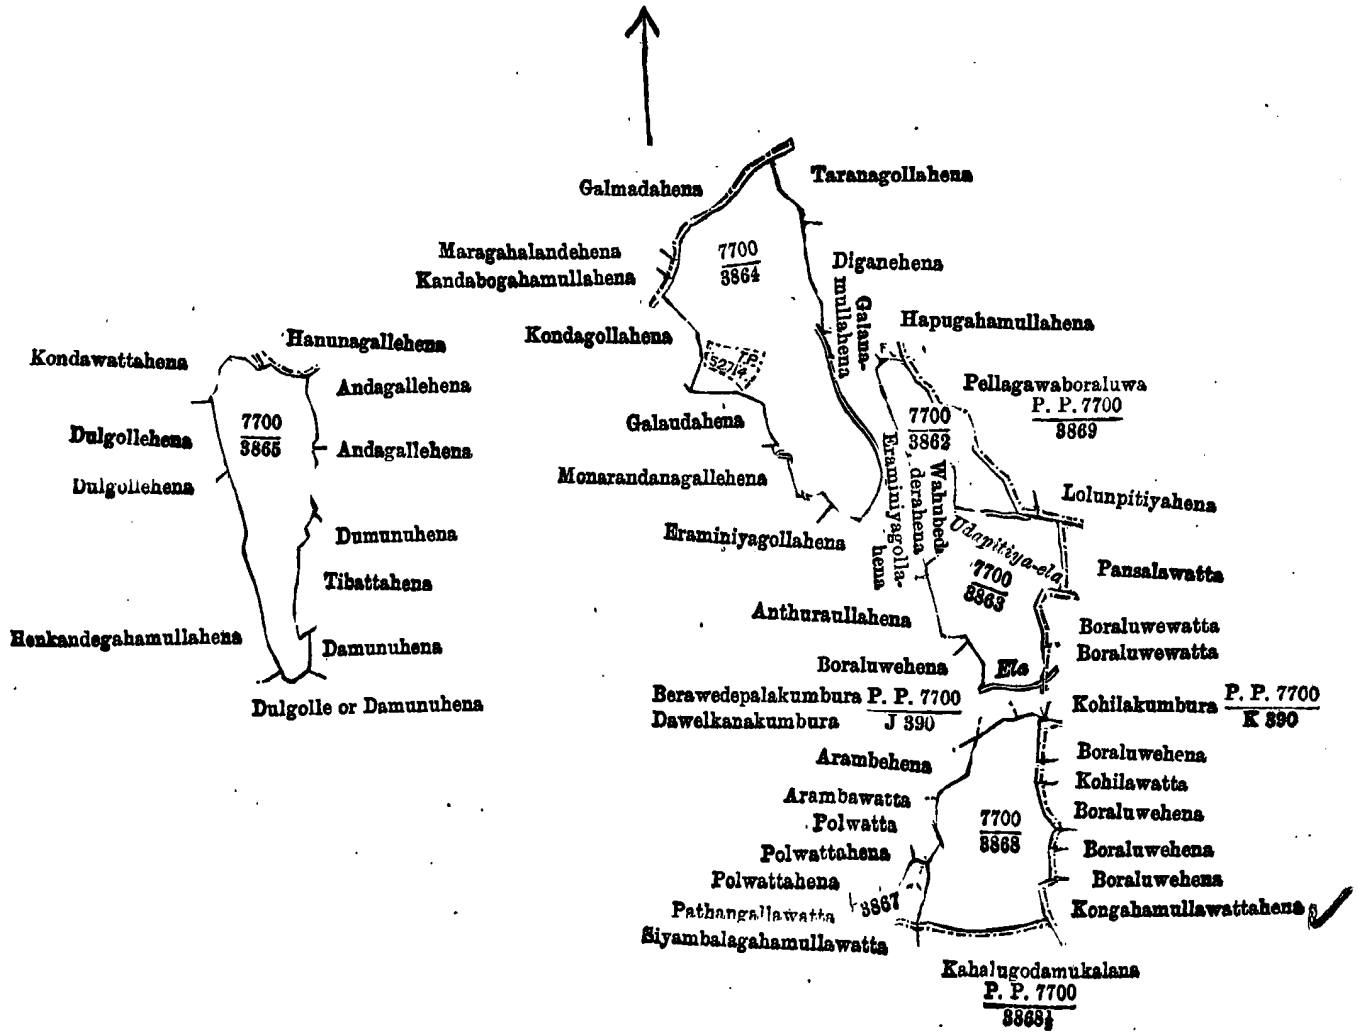 Galmadahena
Taranagollahena
Maragahalandehena
Kandabogahamullahena
7700
3864
Diganehena
Galana-
mullahena
Kondagollahena
T.P.
Galaudahena
Monarandanagallehena
Eraminiyagollahena
Kondawattahena
Hanunagallehena
Andagallehena
Dulgollehena
7700
3865
Andagallehena
Dulgollehena
Dumunuhena
Tibattahena
Henkandegahamullahena
Damunuhena
Dulgolle or Damunuhena
Hapugahamullahena
Pellagawaboraluwa
P. P. 7700
3869
7700
3862
Wahubeda
derahena
Eraminiyagolla-
hena
Lolunpitiyahena
Udapitiya-ela
7700
3863
Pansalawatta
Anthuraullahena
Boraluwewatta
Boraluwewatta
Boraluwehena
Ela
Berawedepalakumbura P. P. 7700
Dawelkanakumbura J 390
Kohilakumbura P. P. 7700
K 390
Arambehena
Boraluwehena
Kohilawatta
Arambawatta
Polwatta
7700
3868
Boraluwehena
Polwattahena
Boraluwehena
Polwattahena
Boraluwehena
3867
Pathangallawatta
Kongahamullawattahena
Siyambalagahamullawatta
Kahalugodamukalana
P. P. 7700
3868½